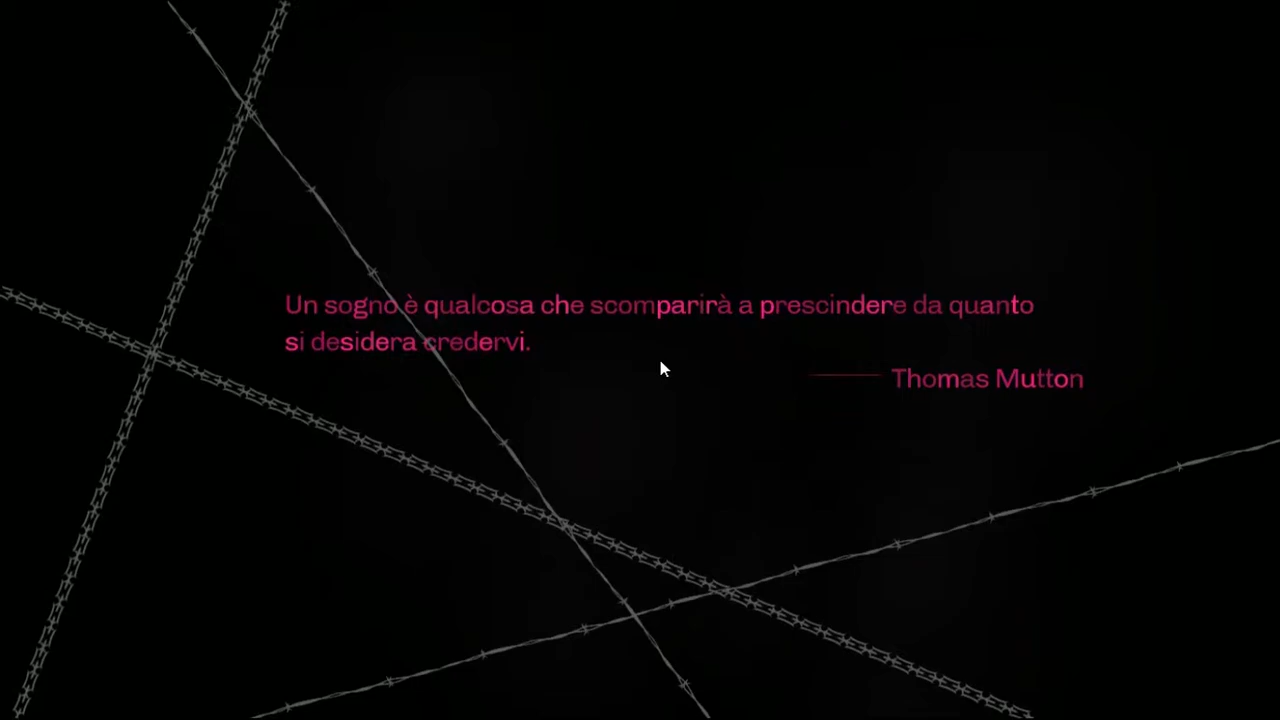 Un sogno è qualcosa che scomparirà a prescindere da quanto
si desidera credervi.
Thomas Mutton